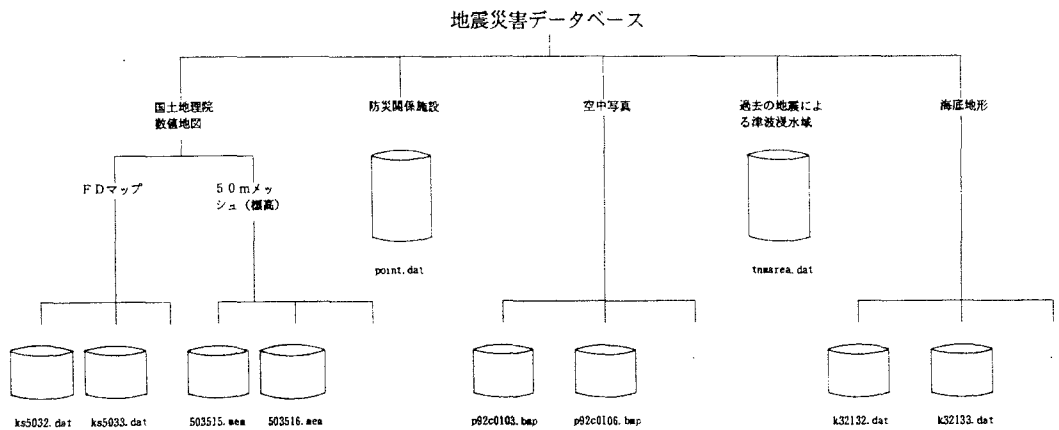 地震災害データベース
国土地理院
数値地図
防災関係施設
空中写真
過去の地震によ
る津波浸水域
海底地形
FDマップ
50mメッ
シュ(標高)
point.dat
tnmarea.dat
ks5032.dat
ks5033.dat
503515.mem
503516.mem
p92c0103.bmp
p92c0106.bmp
k32132.dat
k32133.dat